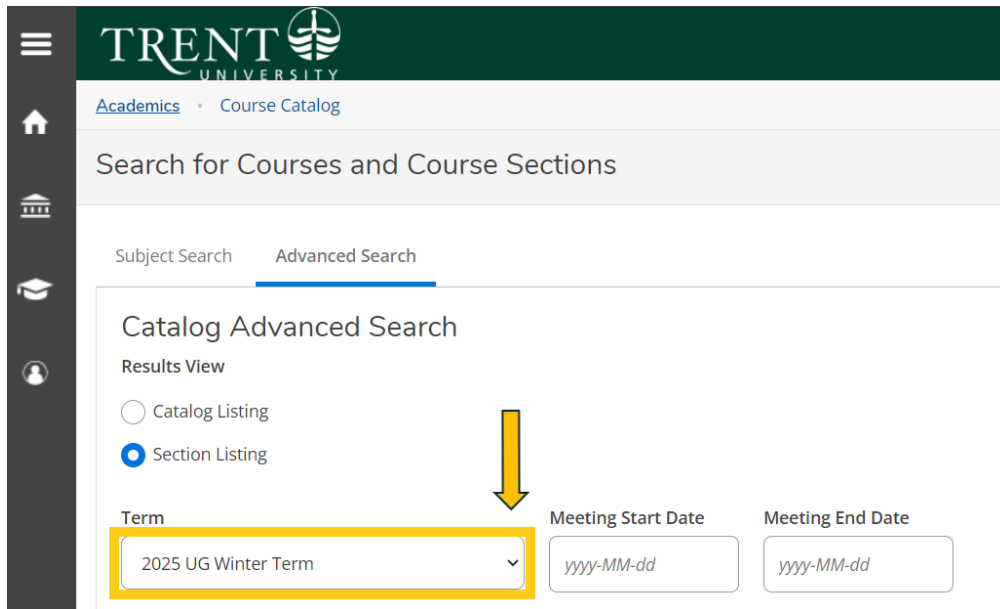 TRENT
UNIVERSITY
Academics • Course Catalog
Search for Courses and Course Sections
Subject Search Advanced Search
Catalog Advanced Search
Results View
Catalog Listing
Section Listing
Term Meeting Start Date Meeting End Date
2025 UG Winter Term yyyy-MM-dd yyyy-MM-dd